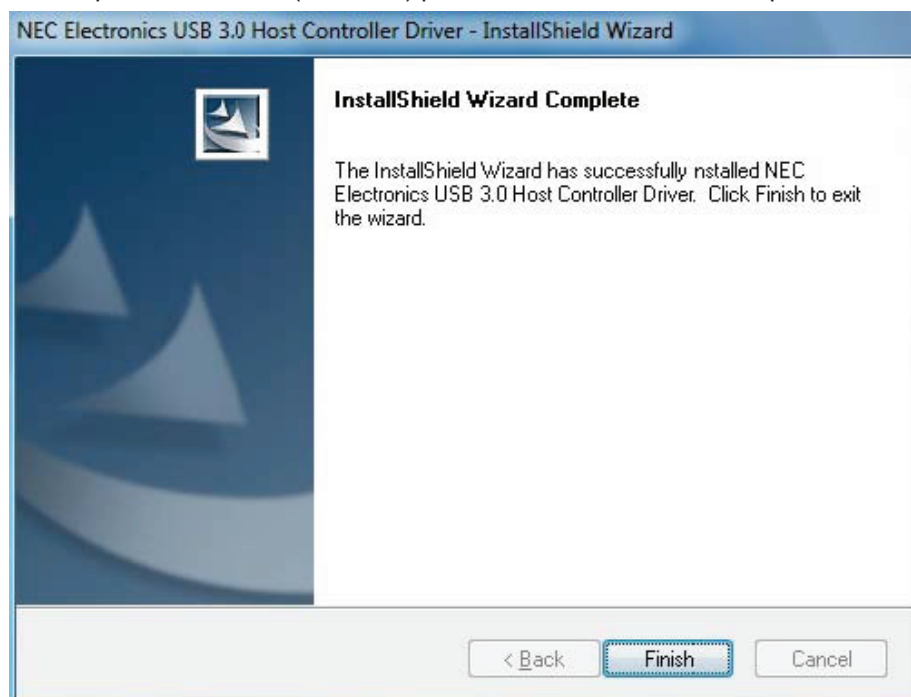 NEC Electronics USB 3.0 Host Controller Driver - InstallShield Wizard
InstallShield Wizard Complete
The InstallShield Wizard has successfully nstalled NEC
Electronics USB 3.0 Host Controller Driver. Click Finish to exit
the wizard.
< Back Finish Cancel